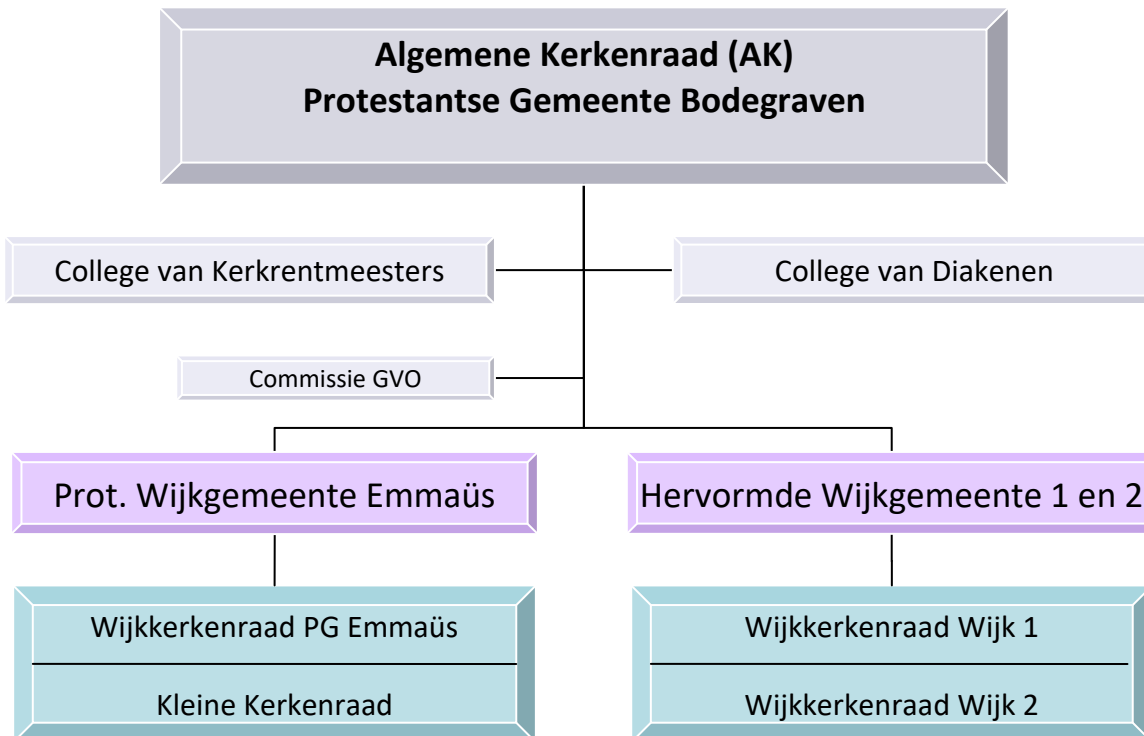 Algemene Kerkenraad (AK)
Protestantse Gemeente Bodegraven
College van Kerkrentmeesters
College van Diakenen
Commissie GVO
Prot. Wijkgemeente Emmaüs
Hervormde Wijkgemeente 1 en 2
Wijkkerkenraad PG Emmaüs
Kleine Kerkenraad
Wijkkerkenraad Wijk 1
Wijkkerkenraad Wijk 2